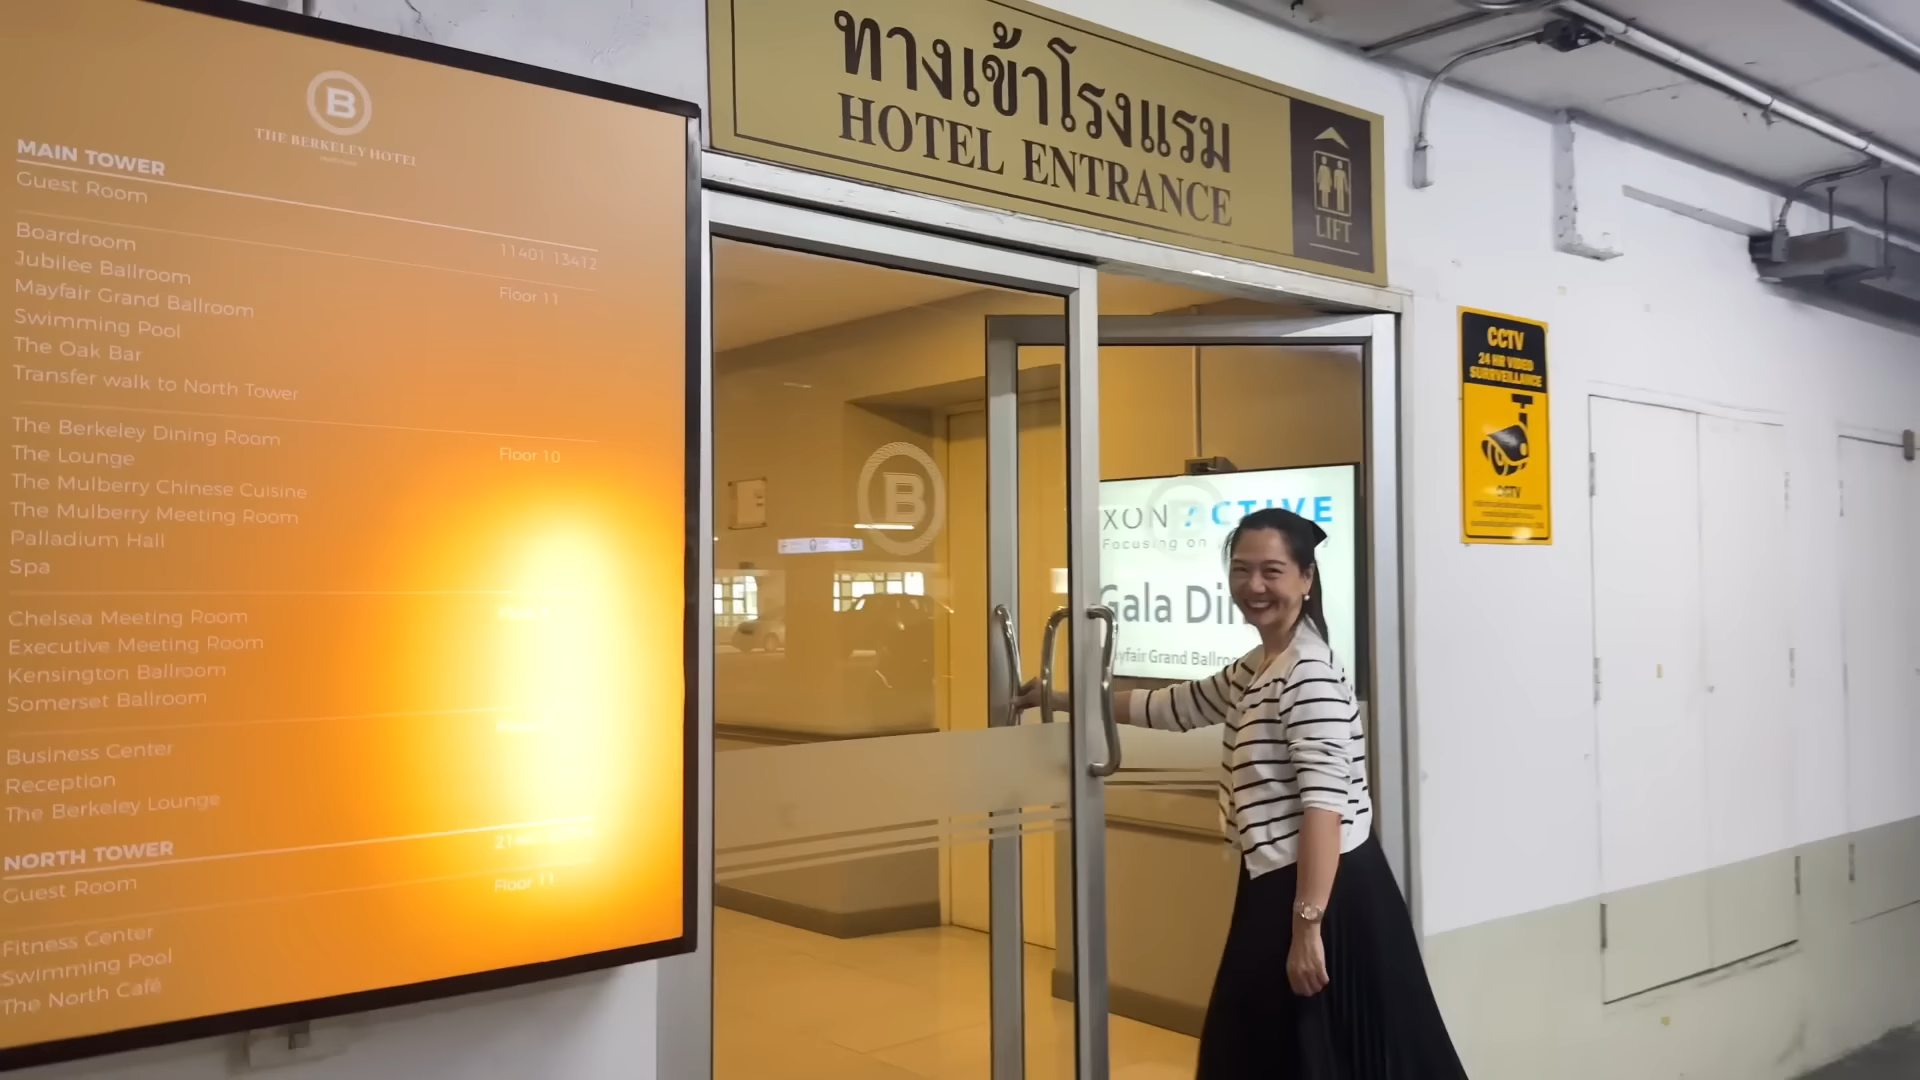 B
THE BERKELEY HOTEL
MAIN TOWER
Guest Room
11401 13412
Boardroom
Floor 11
Jubilee Ballroom
Mayfair Grand Ballroom
Swimming Pool
The Oak Bar
Transfer walk to North Tower
The Berkeley Dining Room
Floor 10
The Lounge
The Mulberry Chinese Cuisine
The Mulberry Meeting Room
Palladium Hall
Spa
Chelsea Meeting Room
Executive Meeting Room
Kensington Ballroom
Somerset Ballroom
Business Center
Reception
The Berkeley Lounge
NORTH TOWER
Guest Room
Floor 11
Fitness Center
Swimming Pool
The North Café
ทางเข้าโรงแรม
HOTEL ENTRANCE
LIFT
B
XON CTIVE
Focusing on
Gala Din
yfair Grand Ballroo
CCTV
24 HR VIDEO
SURRVEILLANCE
CCTV